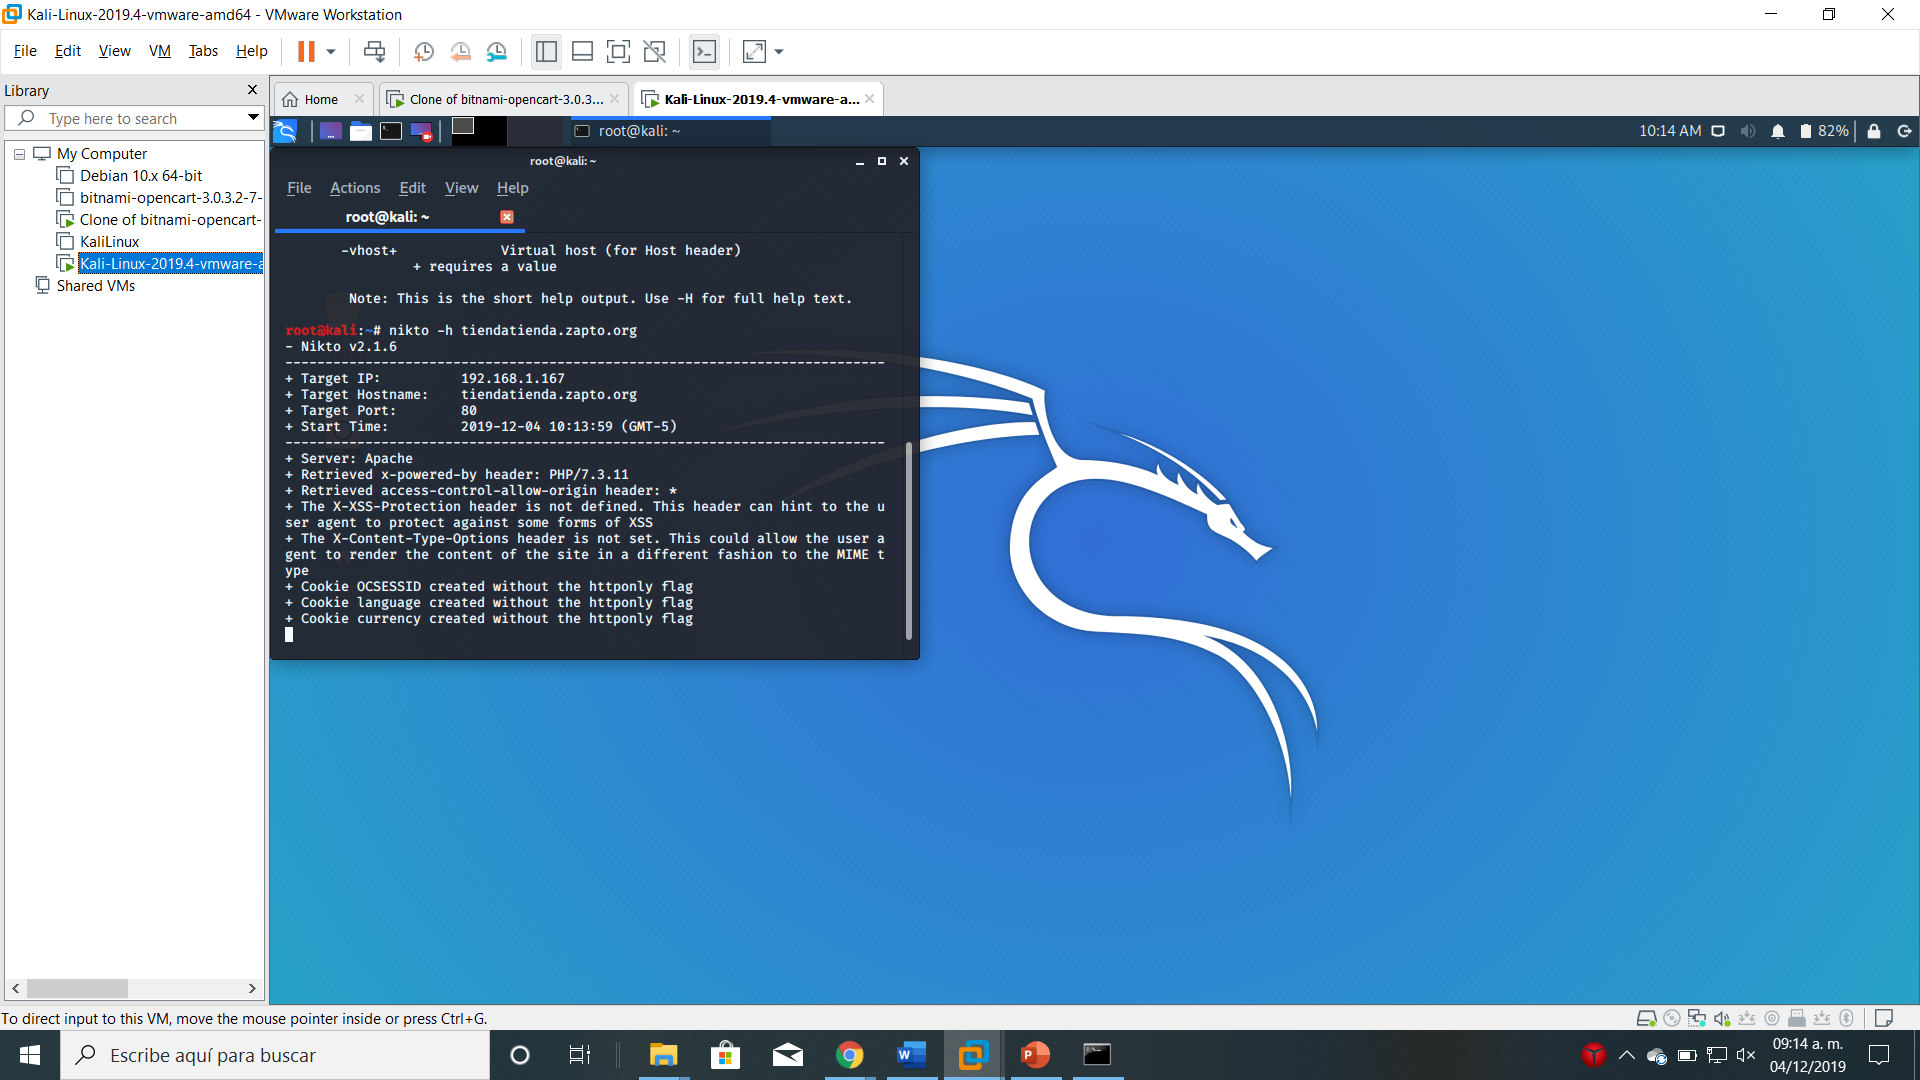 Kali-Linux-2019.4-vmware-amd64 - VMware Workstation
File Edit View VM Tabs Help
Library
Type here to search
My Computer
Debian 10.x 64-bit
bitnami-opencart-3.0.3.2-7-
Clone of bitnami-opencart-
KaliLinux
Kali-Linux-2019.4-vmware-a
Shared VMs
Home
Clone of bitnami-opencart-3.0.3...
Kali-Linux-2019.4-vmware-a...
root@kali: ~
10:14 AM
82%
root@kali: ~
File Actions Edit View Help
root@kali: ~
-vhost+ Virtual host (for Host header)
+ requires a value
Note: This is the short help output. Use -H for full help text.
root@kali:~# nikto -h tiendatienda.zapto.org
- Nikto v2.1.6
---------------------------------------------------------------------------
+ Target IP: 192.168.1.167
+ Target Hostname: tiendatienda.zapto.org
+ Target Port: 80
+ Start Time: 2019-12-04 10:13:59 (GMT-5)
---------------------------------------------------------------------------
+ Server: Apache
+ Retrieved x-powered-by header: PHP/7.3.11
+ Retrieved access-control-allow-origin header: *
+ The X-XSS-Protection header is not defined. This header can hint to the u
ser agent to protect against some forms of XSS
+ The X-Content-Type-Options header is not set. This could allow the user a
gent to render the content of the site in a different fashion to the MIME t
ype
+ Cookie OCSESSID created without the httponly flag
+ Cookie language created without the httponly flag
+ Cookie currency created without the httponly flag
To direct input to this VM, move the mouse pointer inside or press Ctrl+G.
Escribe aquí para buscar
09:14 a. m.
04/12/2019